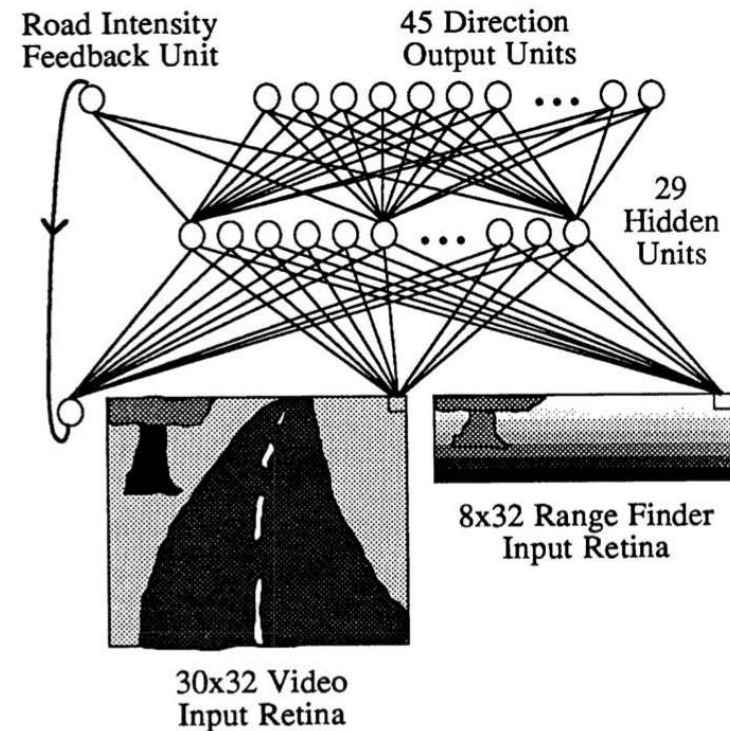 Road Intensity
Feedback Unit
45 Direction
Output Units
29
Hidden
Units
8x32 Range Finder
Input Retina
30x32 Video
Input Retina